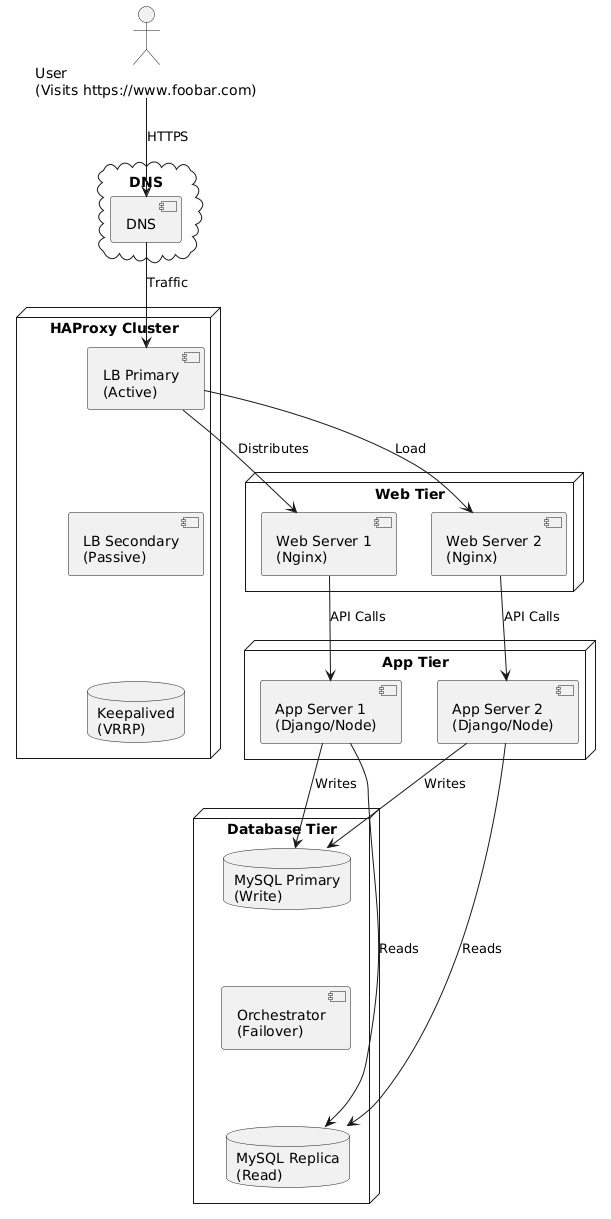 User
(Visits https://www.foobar.com)
HTTPS
DNS
DNS
Traffic
HAProxy Cluster
LB Primary
(Active)
Distributes
Load
Web Tier
LB Secondary
(Passive)
Web Server 1
(Nginx)
Web Server 2
(Nginx)
API Calls
API Calls
App Tier
Keepalived
(VRRP)
App Server 1
(Django/Node)
App Server 2
(Django/Node)
Writes
Writes
Database Tier
MySQL Primary
(Write)
Reads
Reads
Orchestrator
(Failover)
MySQL Replica
(Read)